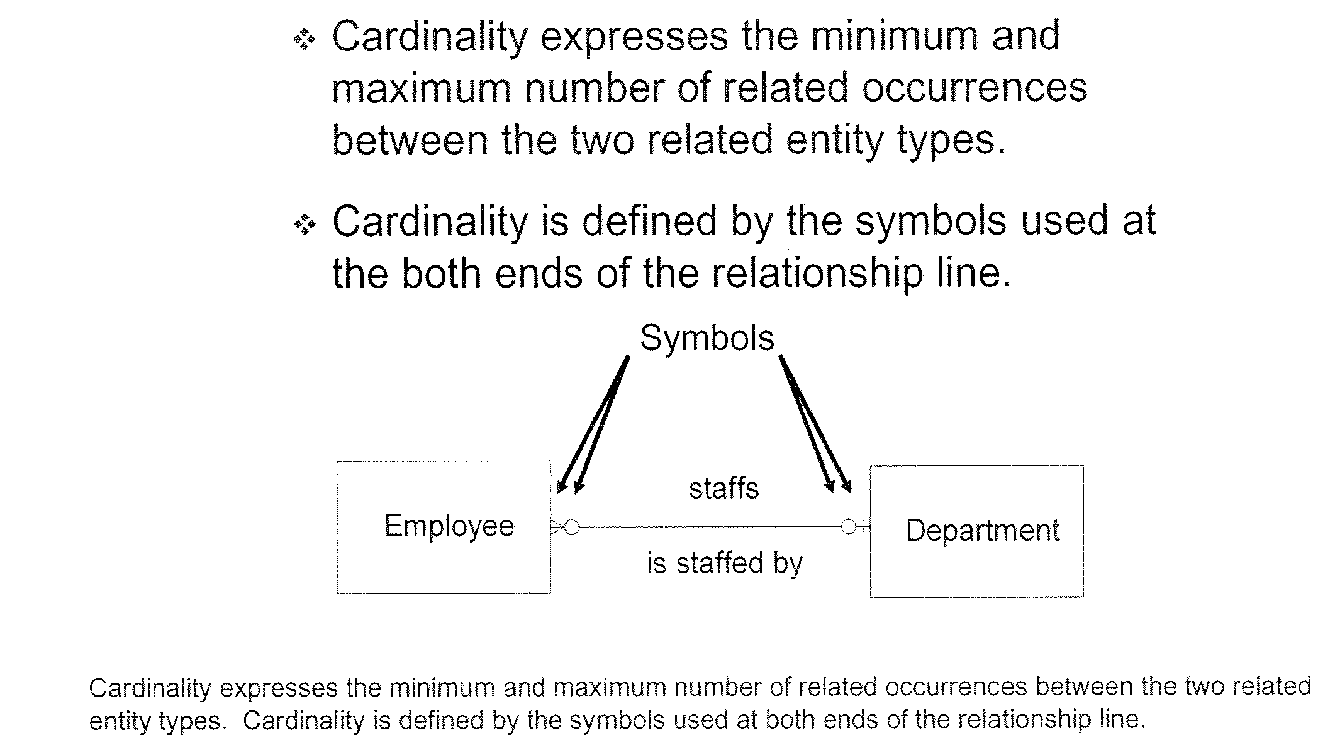 ❖ Cardinality expresses the minimum and
maximum number of related occurrences
between the two related entity types.
❖ Cardinality is defined by the symbols used at
the both ends of the relationship line.
Symbols
staffs
Employee
Department
is staffed by
Cardinality expresses the minimum and maximum number of related occurrences between the two related
entity types. Cardinality is defined by the symbols used at both ends of the relationship line.